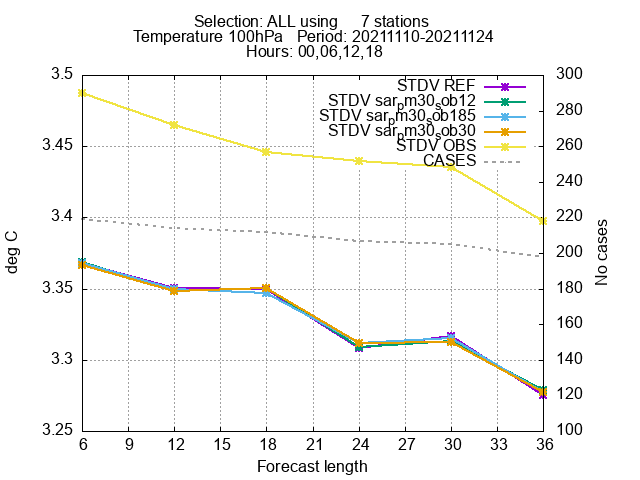 Selection: ALL using 7 stations
Temperature 100hPa Period: 20211110-20211124
Hours: 00,06,12,18
STDV REF
STDV sar_pm30_sob12
STDV sar_pm30_sob185
STDV sar_pm30_sob30
STDV OBS
CASES
3.5
3.45
3.4
3.35
3.3
3.25
deg C
300
280
260
240
220
200
180
160
140
120
100
No cases
6 9 12 15 18 21 24 27 30 33 36
Forecast length